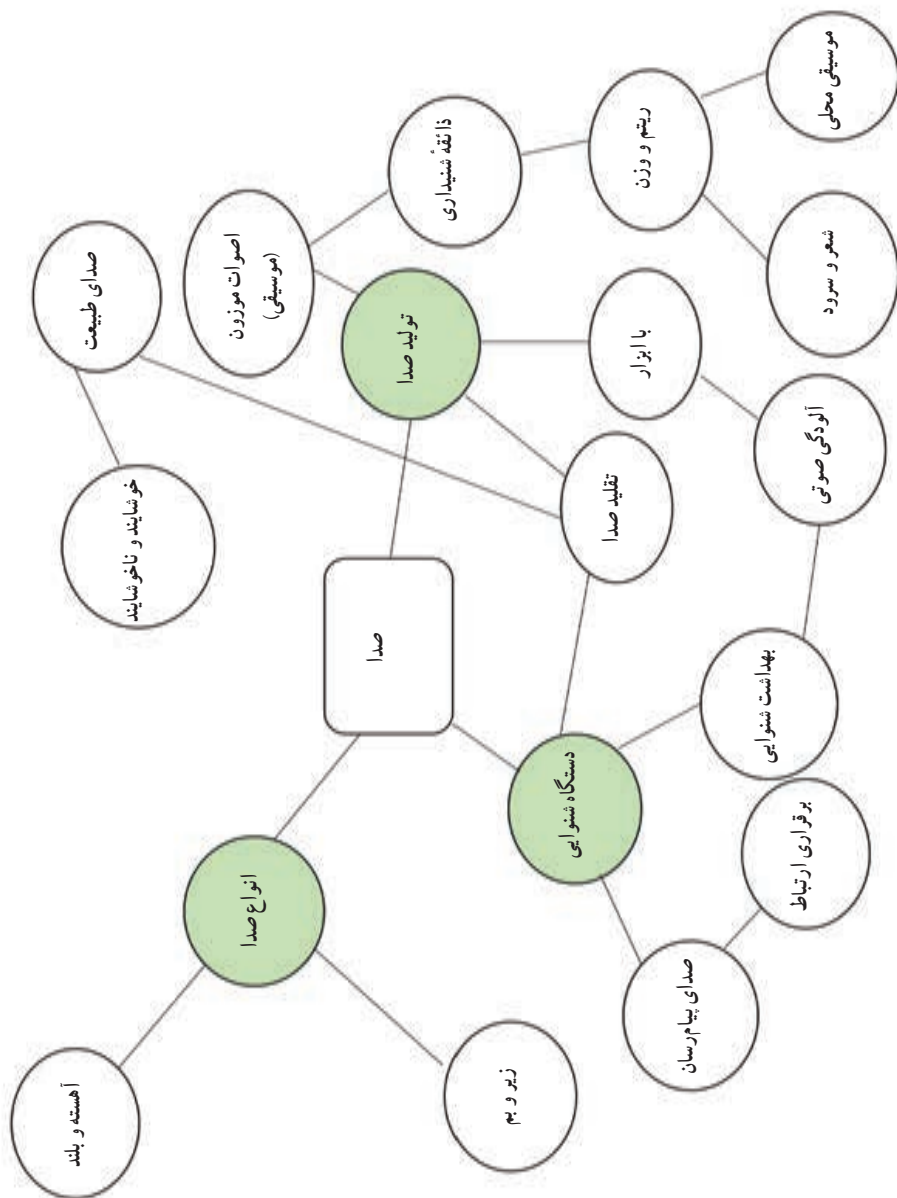 موسیقی محلی
ریتم و وزن
شعر و سرود
ذائقهٔ شنیداری
اصوات موزون
(موسیقی)
صدای طبیعت
تولید صدا
با ابزار
آلودگی صوتی
خوشایند و ناخوشایند
تقلید صدا
صدا
بهداشت شنوایی
دستگاه شنوایی
برقراری ارتباط
انواع صدا
صدای پیام‌رسان
آهسته و بلند
زیر و بم